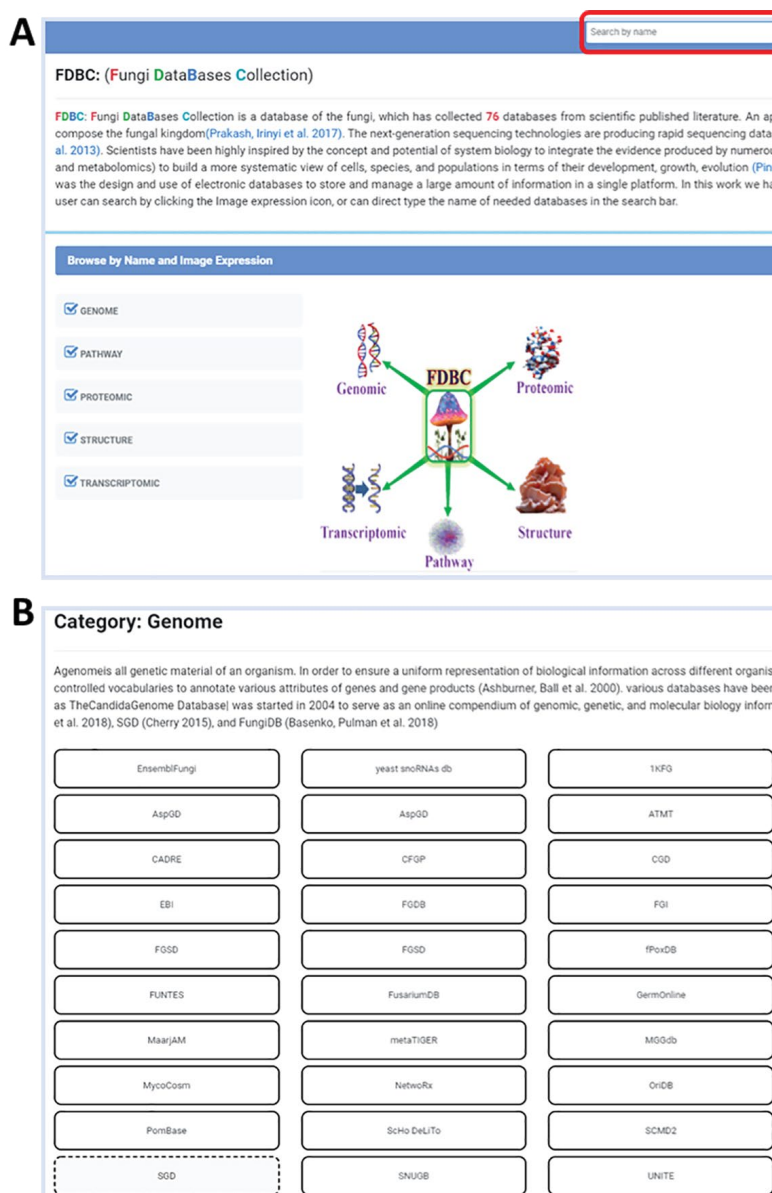 A
Search by name
FDBC: (Fungi DataBases Collection)
FDBC: Fungi DataBases Collection is a database of the fungi, which has collected 76 databases from scientific published literature. An ap
compose the fungal kingdom(Prakash, Irinyi et al. 2017). The next-generation sequencing technologies are producing rapid sequencing data
al. 2013). Scientists have been highly inspired by the concept and potential of system biology to integrate the evidence produced by numerou
and metabolomics) to build a more systematic view of cells, species, and populations in terms of their development, growth, evolution (Pin
was the design and use of electronic databases to store and manage a large amount of information in a single platform. In this work we ha
user can search by clicking the Image expression icon, or can direct type the name of needed databases in the search bar.
Browse by Name and Image Expression
GENOME
PATHWAY
PROTEOMIC
STRUCTURE
TRANSCRIPTOMIC
FDBC
Genomic
Proteomic
Transcriptomic
Structure
Pathway
B
Category: Genome
Agenomeis all genetic material of an organism. In order to ensure a uniform representation of biological information across different organis
controlled vocabularies to annotate various attributes of genes and gene products (Ashburner, Ball et al. 2000). various databases have been
as TheCandidaGenome Database| was started in 2004 to serve as an online compendium of genomic, genetic, and molecular biology inform
et al. 2018), SGD (Cherry 2015), and FungiDB (Basenko, Pulman et al. 2018)
EnsemblFungi yeast snoRNAs db 1KFG
AspGD AspGD ATMT
CADRE CFGP CGD
EBI FGDB FGI
FGSD FGSD fPoxDB
FUNTES FusariumDB GermOnline
MaarjAM metaTIGER MGGdb
MycoCosm NetwoRx OriDB
PomBase ScHo DeLiTo SCMD2
SGD SNUGB UNITE